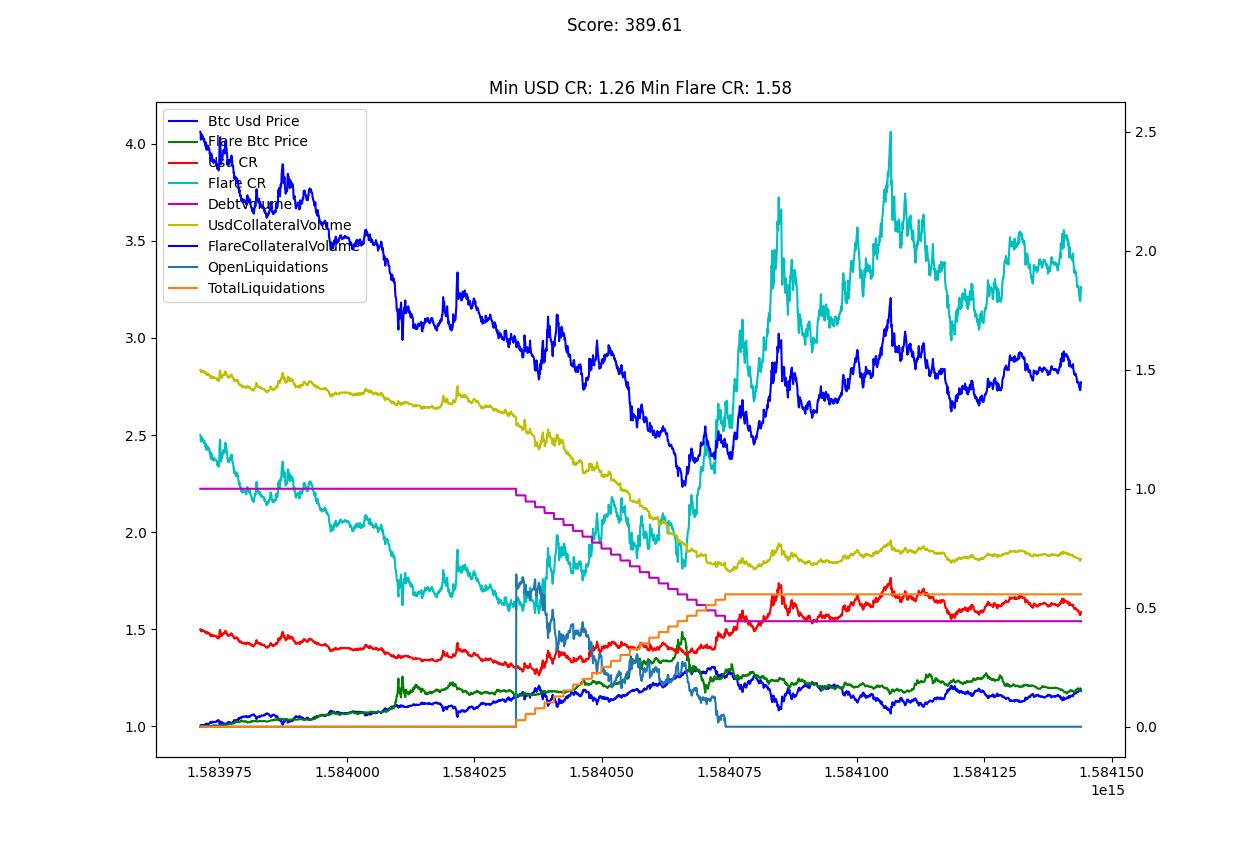 Score: 389.61
Min USD CR: 1.26 Min Flare CR: 1.58
Btc Usd Price
Flare Btc Price
Usd CR
Flare CR
DebtVolume
UsdCollateralVolume
FlareCollateralVolume
OpenLiquidations
TotalLiquidations
4.0
3.5
3.0
2.5
2.0
1.5
1.0
2.5
2.0
1.5
1.0
0.5
0.0
1.583975
1.584000
1.584025
1.584050
1.584075
1.584100
1.584125
1.584150
1e15